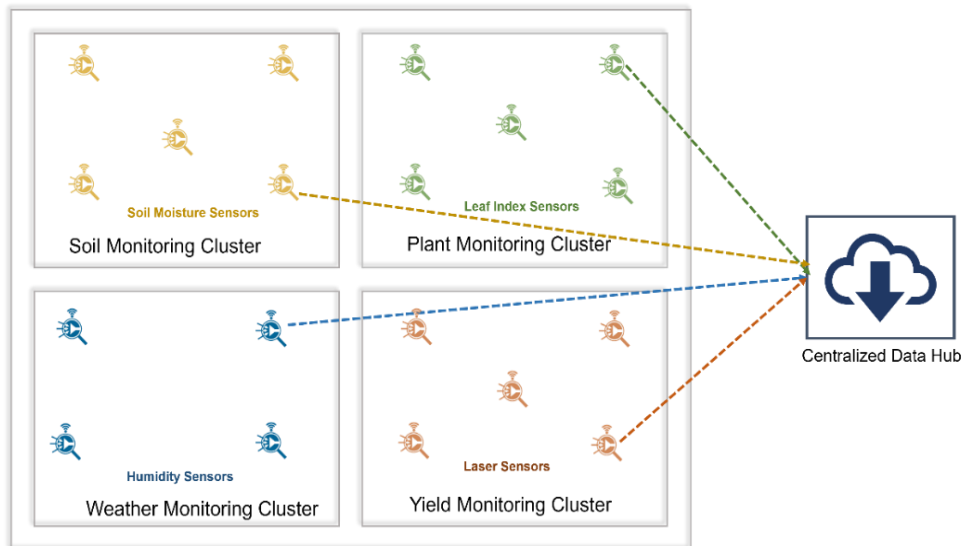 Soil Moisture Sensors
Soil Monitoring Cluster
Leaf Index Sensors
Plant Monitoring Cluster
Humidity Sensors
Weather Monitoring Cluster
Laser Sensors
Yield Monitoring Cluster
Centralized Data Hub